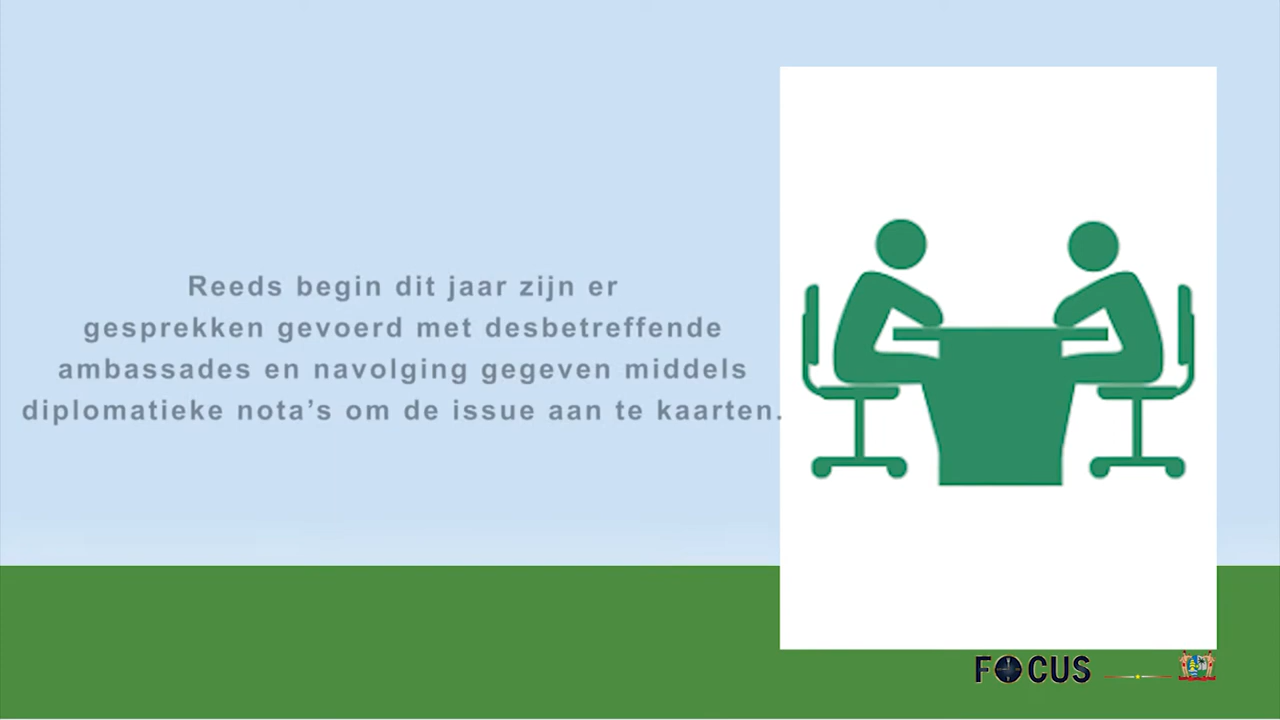 Reeds begin dit jaar zijn er
gesprekken gevoerd met desbetreffende
ambassades en navolging gegeven middels
diplomatieke nota’s om de issue aan te kaarten.
FOCUS